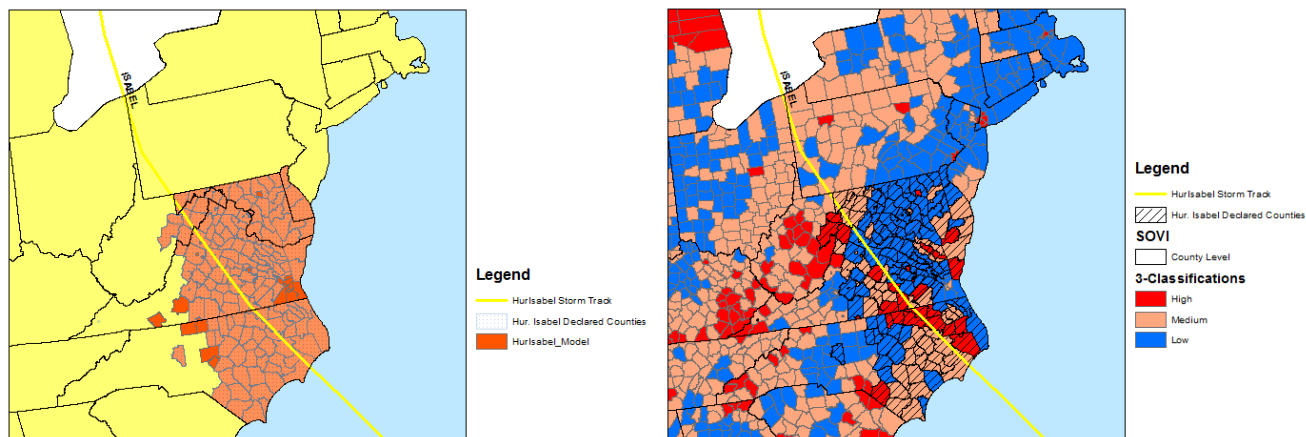 ISABEL
Legend
HurIsabel Storm Track
Hur. Isabel Declared Counties
HurIsabel_Model
ISABEL
Legend
HurIsabel Storm Track
Hur. Isabel Declared Counties
SOVI
County Level
3-Classifications
High
Medium
Low